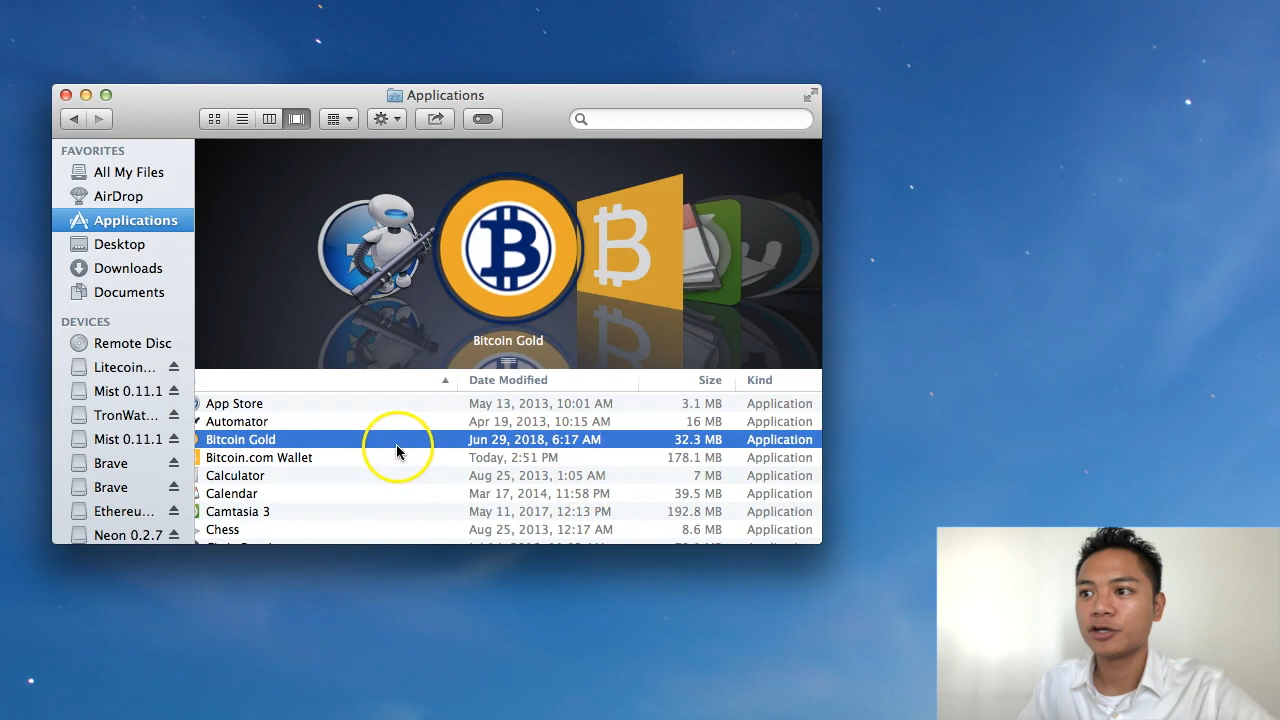 Applications
FAVORITES
All My Files
AirDrop
Applications
Desktop
Downloads
Documents
DEVICES
Remote Disc
Litecoin...
Mist 0.11.1
TronWat...
Mist 0.11.1
Brave
Brave
Ethereu...
Neon 0.2.7
Bitcoin Gold
Date Modified Size Kind
App Store May 13, 2013, 10:01 AM 3.1 MB Application
Automator Apr 19, 2013, 10:15 AM 16 MB Application
Bitcoin Gold Jun 29, 2018, 6:17 AM 32.3 MB Application
Bitcoin.com Wallet Today, 2:51 PM 178.1 MB Application
Calculator Aug 25, 2013, 1:05 AM 7 MB Application
Calendar Mar 17, 2014, 11:58 PM 39.5 MB Application
Camtasia 3 May 11, 2017, 12:13 PM 192.8 MB Application
Chess Aug 25, 2013, 12:17 AM 8.6 MB Application